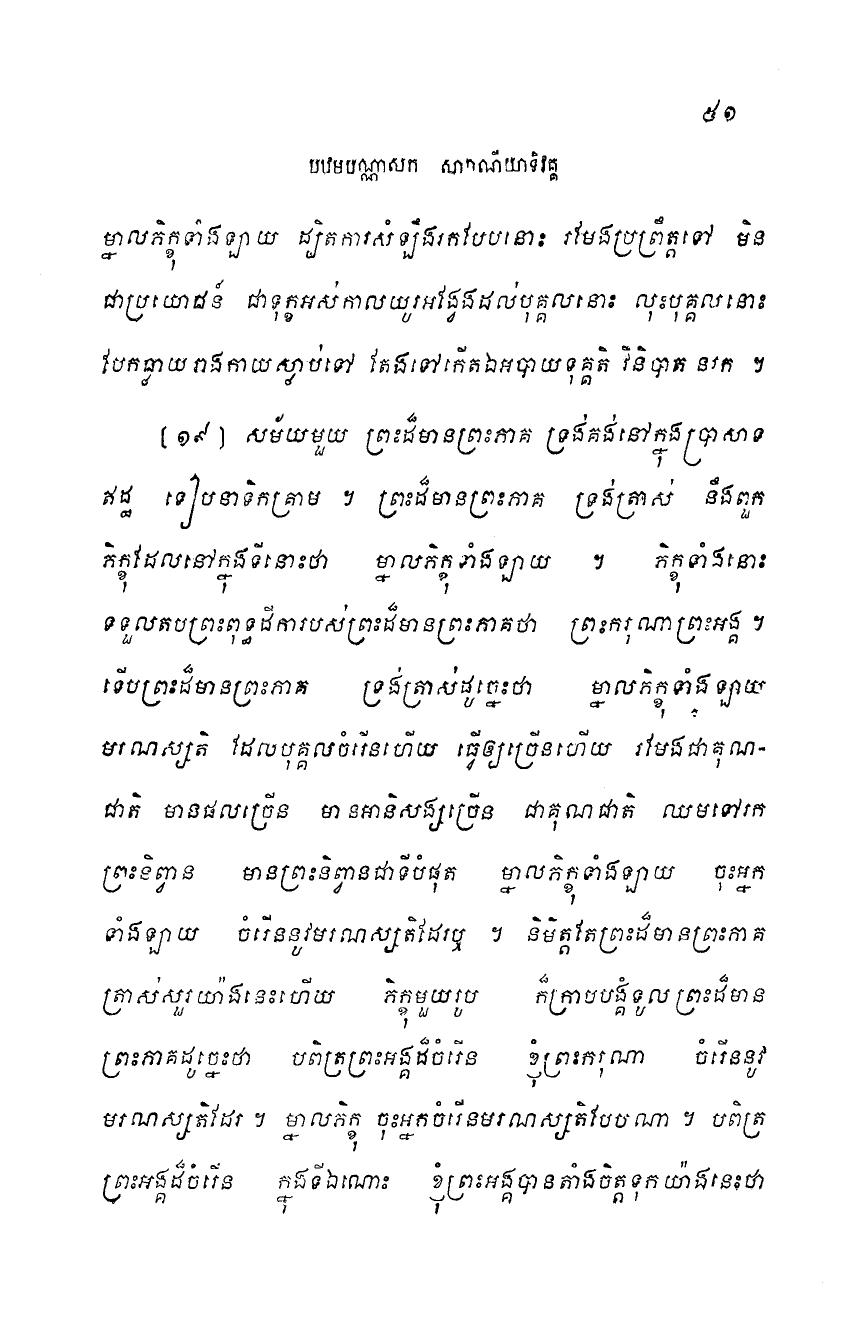 ៥១
បឋមបណ្ណាសក សារណីយាទិវគ្គ
ម្នាលភិក្ខុទាំងឡាយ ដ្បិតការសំឡឹងរកបែបនោះ រមែងប្រព្រឹត្តទៅ មិន
ជាប្រយោជន៍ ជាទុក្ខអស់កាលយូរអង្វែងដល់បុគ្គលនោះ លុះបុគ្គលនោះ
បែកធ្លាយរាងកាយស្លាប់ទៅ តែងទៅកើតឯអបាយទុគ្គតិ វិនិបាត នរក ។
(១៩) សម័យមួយ ព្រះដ៏មានព្រះភាគ ទ្រង់គង់នៅក្នុងប្រាសាទ
ឥដ្ឋ ទៀបនាទិកគ្រាម ។ ព្រះដ៏មានព្រះភាគ ទ្រង់ត្រាស់ នឹងពួក
ភិក្ខុដែលនៅក្នុងទីនោះថា ម្នាលភិក្ខុទាំងឡាយ ។ ភិក្ខុទាំងនោះ
ទទួលតបព្រះពុទ្ធដីការបស់ព្រះដ៏មានព្រះភាគថា ព្រះករុណាព្រះអង្គ ។
ទើបព្រះដ៏មានព្រះភាគ ទ្រង់ត្រាស់ដូច្នេះថា ម្នាលភិក្ខុទាំងឡាយ
មរណស្សតិ ដែលបុគ្គលចំរើនហើយ ធ្វើឲ្យច្រើនហើយ រមែងជាគុណ-
ជាតិ មានផលច្រើន មានអានិសង្សច្រើន ជាគុណជាតិ ឈមទៅរក
ព្រះនិព្វាន មានព្រះនិព្វានជាទីបំផុត ម្នាលភិក្ខុទាំងឡាយ ចុះអ្នក
ទាំងឡាយ ចំរើននូវមរណស្សតិដែរឬ ។ និមិត្តតែព្រះដ៏មានព្រះភាគ
ត្រាស់សួរយ៉ាងនេះហើយ ភិក្ខុមួយរូប ក៏ក្រាបបង្គំទូលព្រះដ៏មាន
ព្រះភាគដូច្នេះថា បពិត្រព្រះអង្គដ៏ចំរើន ខ្ញុំព្រះករុណា ចំរើននូវ
មរណស្សតិដែរ ។ ម្នាលភិក្ខុ ចុះអ្នកចំរើនមរណស្សតិបែបណា ។ បពិត្រ
ព្រះអង្គដ៏ចំរើន ក្នុងទីឯណោះ ខ្ញុំព្រះអង្គបានតាំងចិត្តទុកយ៉ាងនេះថា